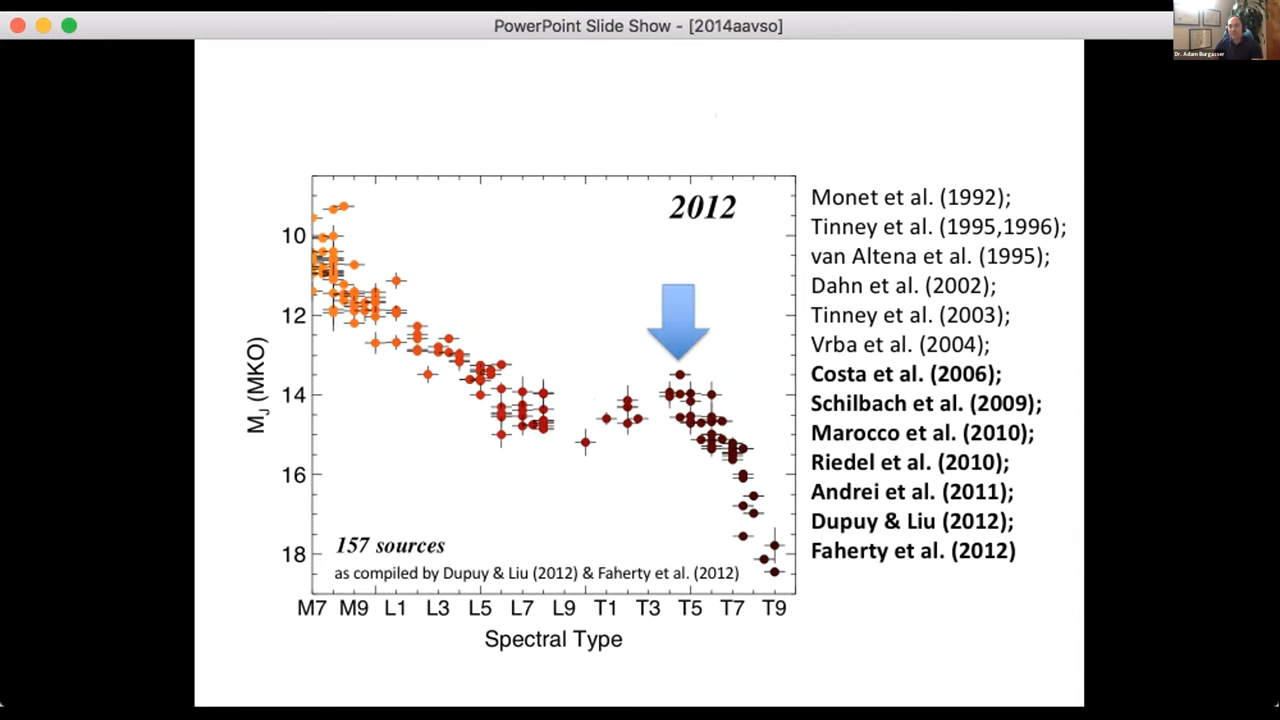 PowerPoint Slide Show - [2014aavso]
Dr. Adam Burgasser
2012
Monet et al. (1992);
Tinney et al. (1995,1996);
van Altena et al. (1995);
Dahn et al. (2002);
Tinney et al. (2003);
Vrba et al. (2004);
Costa et al. (2006);
Schilbach et al. (2009);
Marocco et al. (2010);
Riedel et al. (2010);
Andrei et al. (2011);
Dupuy & Liu (2012);
Faherty et al. (2012)
10
12
14
16
18
MJ (MKO)
157 sources
as compiled by Dupuy & Liu (2012) & Faherty et al. (2012)
M7 M9 L1 L3 L5 L7 L9 T1 T3 T5 T7 T9
Spectral Type